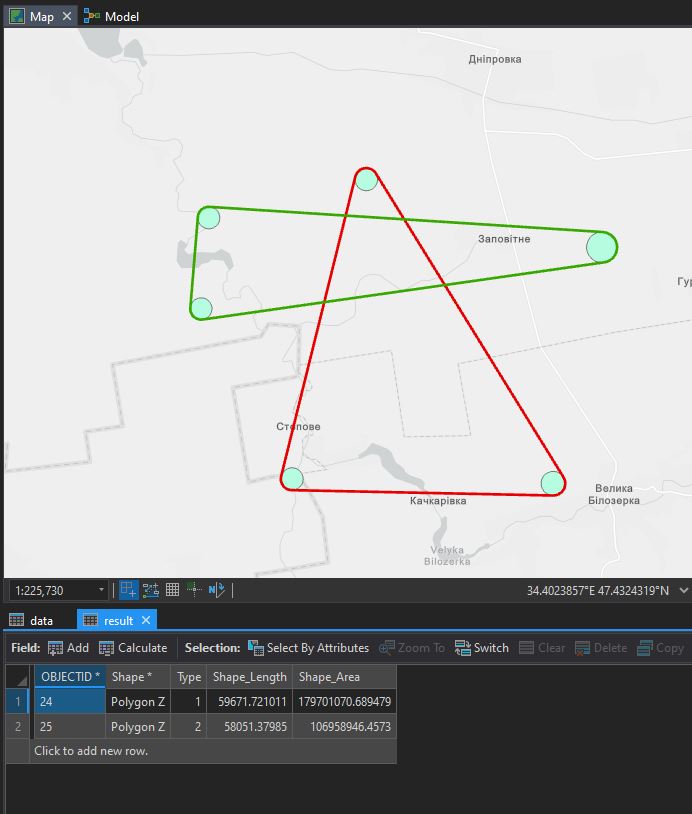 Map
Model
Дніпровка
Заповітне
Гур
Степове
Качкарівка
Велика
Білозерка
Velyka
Bilozerka
1:225,730
34.4023857°E 47.4324319°N
data result
Field: Add Calculate Selection: Select By Attributes Zoom To Switch Clear Delete Copy
OBJECTID * Shape * Type Shape_Length Shape_Area
1 24 Polygon Z 1 59671.721011 179701070.689479
2 25 Polygon Z 2 58051.37985 106958946.4573
Click to add new row.